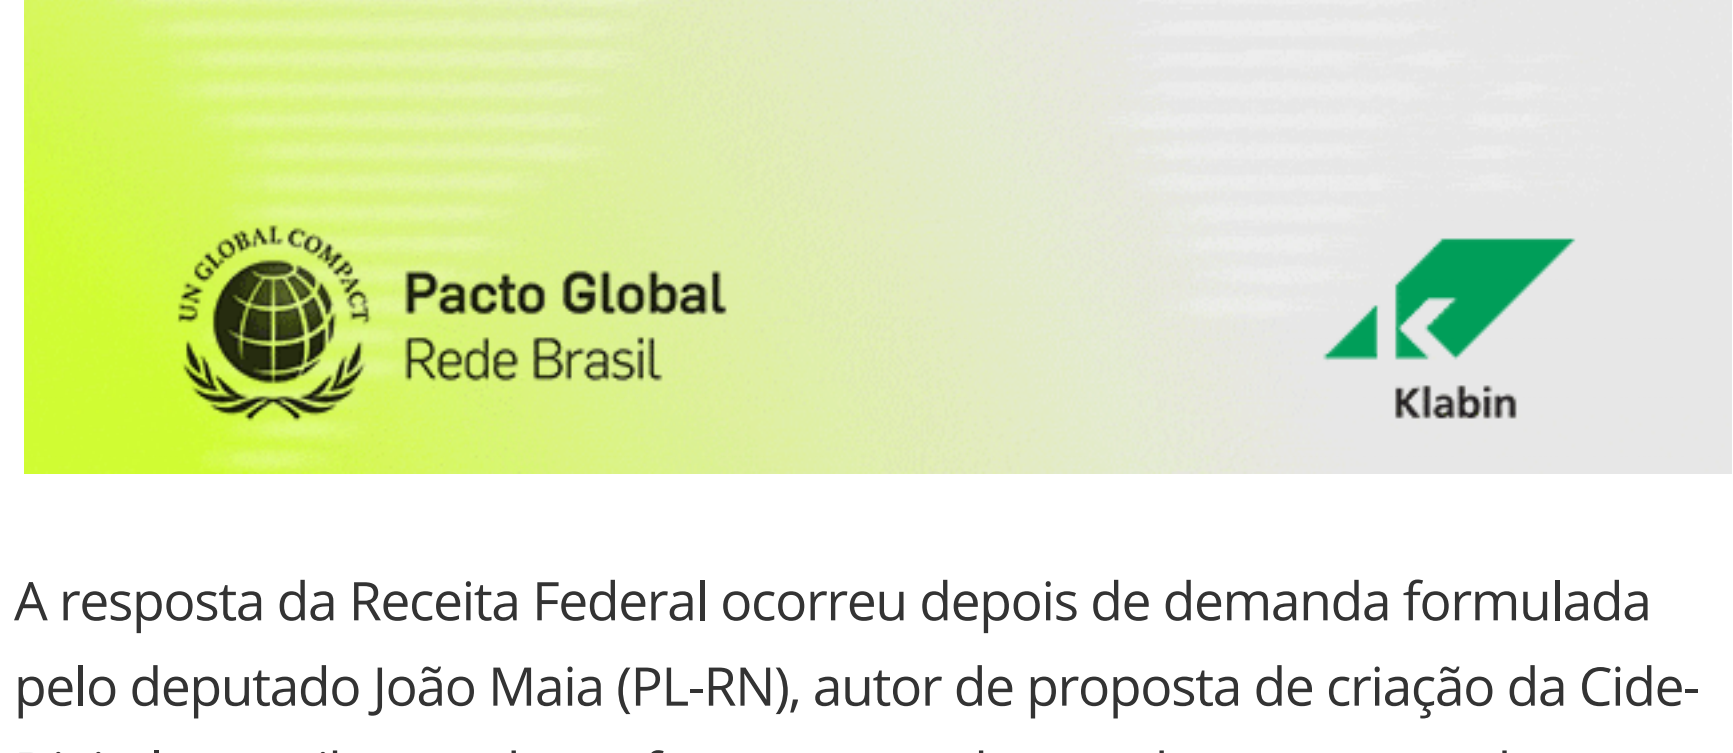 UN GLOBAL COMPACT
Pacto Global
Rede Brasil
Klabin
A resposta da Receita Federal ocorreu depois de demanda formulada
pelo deputado João Maia (PL-RN), autor de proposta de criação da Cide-